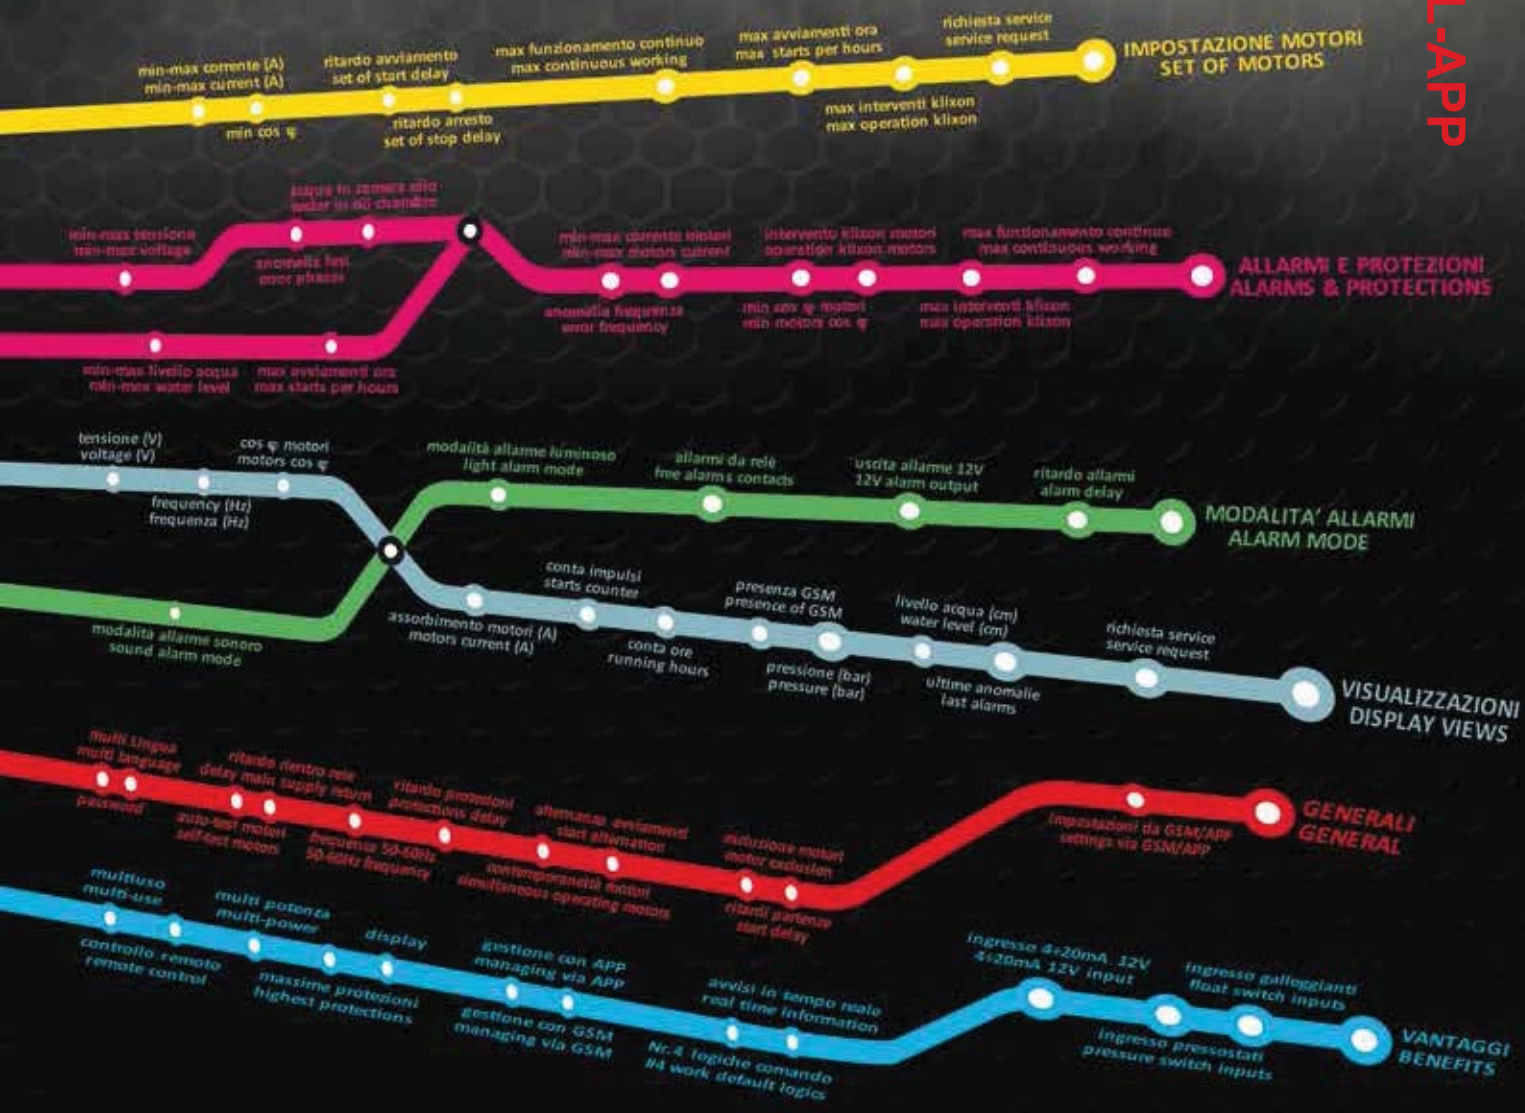 L-APP
min-max corrente (A)
min-max current (A)
min cos φ
ritardo avviamento
set of start delay
ritardo arresto
set of stop delay
max funzionamento continuo
max continuous working
max avviamenti ora
max starts per hours
max interventi klixon
max operation klixon
richiesta service
service request
IMPOSTAZIONE MOTORI
SET OF MOTORS
min-max tensione
min-max voltage
acqua in camera olio
water in oil chambre
anomalia fasi
poor phases
min-max livello acqua
min-max water level
max avviamenti ora
max starts per hours
min-max corrente motori
min-max motors current
anomalia frequenza
error frequency
intervento klixon motori
operation klixon motors
min cos φ motori
min motors cos φ
max funzionamento continuo
max continuous working
max interventi klixon
max operation klixon
ALLARMI E PROTEZIONI
ALARMS & PROTECTIONS
tensione (V)
voltage (V)
frequency (Hz)
frequenza (Hz)
cos φ motori
motors cos φ
modalità allarme luminoso
light alarm mode
allarmi da relè
free alarms contacts
uscita allarme 12V
12V alarm output
ritardo allarmi
alarm delay
MODALITA' ALLARMI
ALARM MODE
modalità allarme sonoro
sound alarm mode
assorbimento motori (A)
motors current (A)
conta impulsi
starts counter
conta ore
running hours
presenza GSM
presence of GSM
pressione (bar)
pressure (bar)
livello acqua (cm)
water level (cm)
ultime anomalie
last alarms
richiesta service
service request
VISUALIZZAZIONI
DISPLAY VIEWS
multi Lingua
multi language
password
ritardo rientro rete
delay main supply return
auto-test motori
self-test motors
frequenza 50-60Hz
50-60Hz frequency
ritardo protezioni
protections delay
contemporaneità motori
simultaneous operating motors
alternanza avviamenti
start alternation
esclusione motori
motor exclusion
ritardi partenze
start delay
impostazioni da GSM/APP
settings via GSM/APP
GENERALI
GENERAL
multiuso
multi-use
controllo remoto
remote control
multi potenza
multi-power
massime protezioni
highest protections
display
gestione con APP
managing via APP
gestione con GSM
managing via GSM
avvisi in tempo reale
real time information
Nr.4 logiche comando
#4 work default logics
ingresso 4÷20mA 12V
4÷20mA 12V input
ingresso pressostati
pressure switch inputs
ingresso galleggianti
float switch inputs
VANTAGGI
BENEFITS